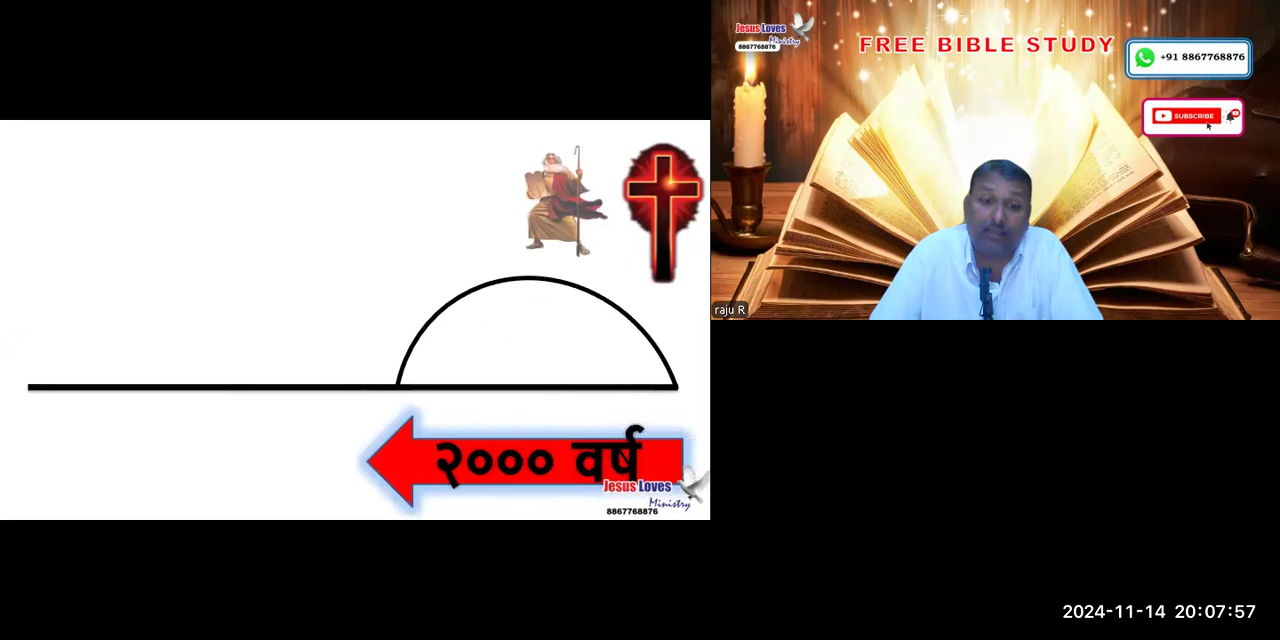 २००० वर्ष
Jesus Loves
Ministry
8867768876
Jesus Loves
Ministry
8867768876
FREE BIBLE STUDY
+91 8867768876
SUBSCRIBE
raju R
2024-11-14 20:07:57